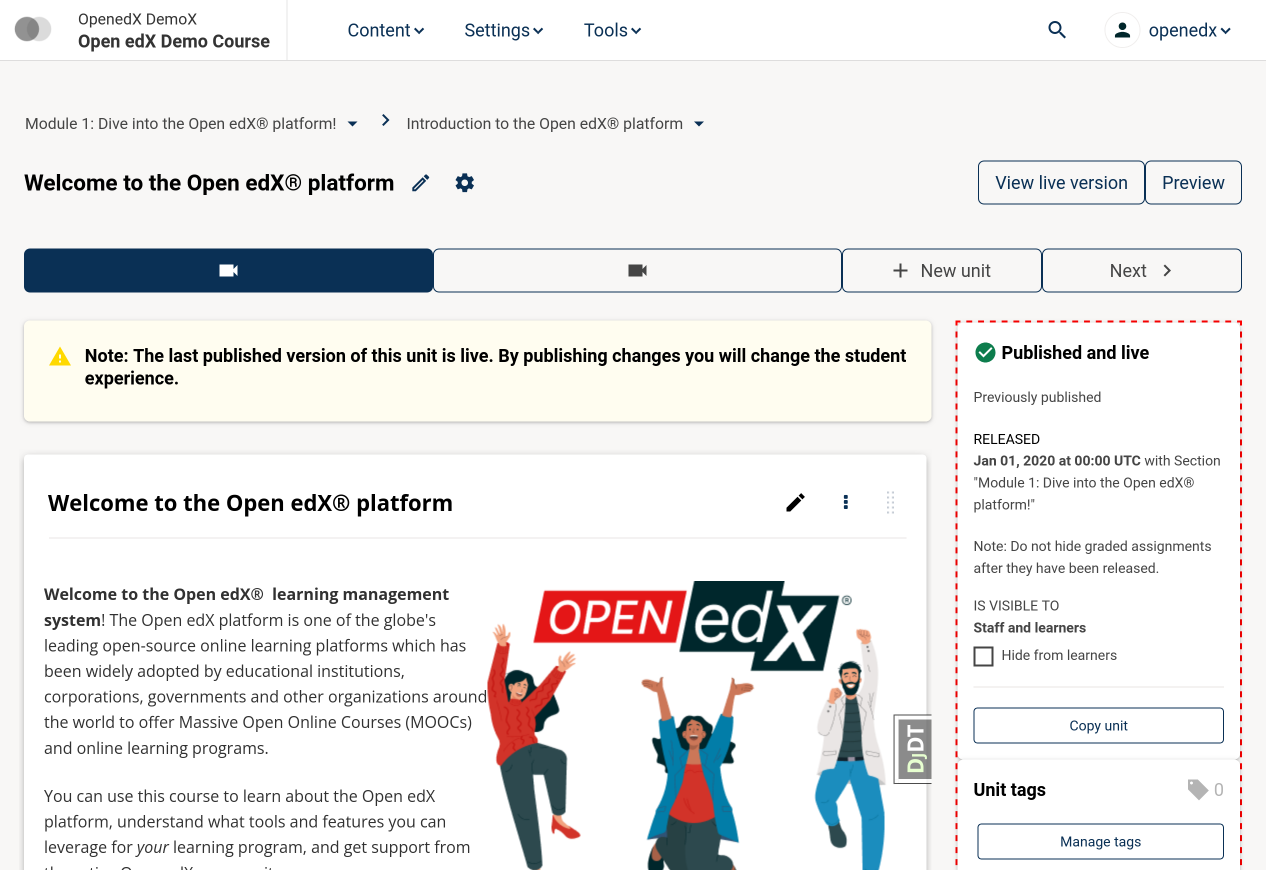 OpenedX DemoX
Open edX Demo Course
Content
Settings
Tools
openedx
Module 1: Dive into the Open edX® platform!
Introduction to the Open edX® platform
Welcome to the Open edX® platform
View live version
Preview
New unit
Next
Note: The last published version of this unit is live. By publishing changes you will change the student
experience.
Welcome to the Open edX® platform
Welcome to the Open edX®  learning management
system! The Open edX platform is one of the globe's
leading open-source online learning platforms which has
been widely adopted by educational institutions,
corporations, governments and other organizations around
the world to offer Massive Open Online Courses (MOOCs)
and online learning programs.
You can use this course to learn about the Open edX
platform, understand what tools and features you can
leverage for your learning program, and get support from
OPEN edX ®
DjDT
Published and live
Previously published
RELEASED
Jan 01, 2020 at 00:00 UTC with Section
"Module 1: Dive into the Open edX®
platform!"
Note: Do not hide graded assignments
after they have been released.
IS VISIBLE TO
Staff and learners
Hide from learners
Copy unit
Unit tags
0
Manage tags